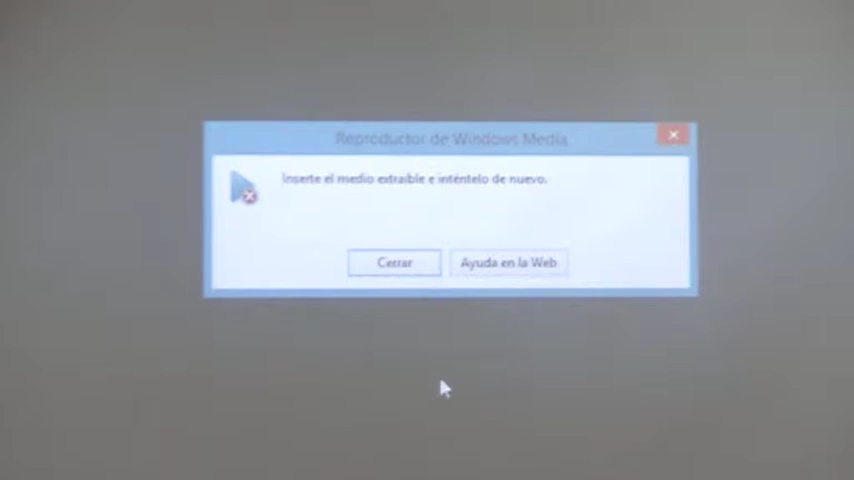 Reproductor de Windows Media
Inserte el medio extraíble e inténtelo de nuevo.
Cerrar
Ayuda en la Web